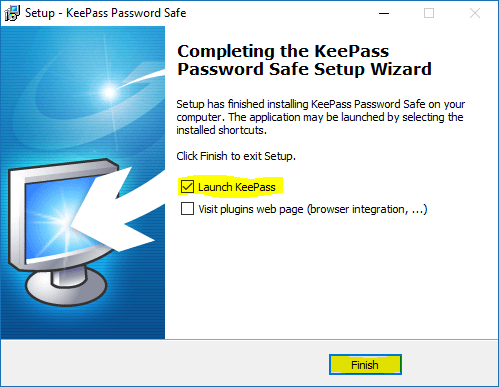 Setup - KeePass Password Safe
Completing the KeePass
Password Safe Setup Wizard
Setup has finished installing KeePass Password Safe on your
computer. The application may be launched by selecting the
installed shortcuts.
Click Finish to exit Setup.
Launch KeePass
Visit plugins web page (browser integration, ...)
Finish